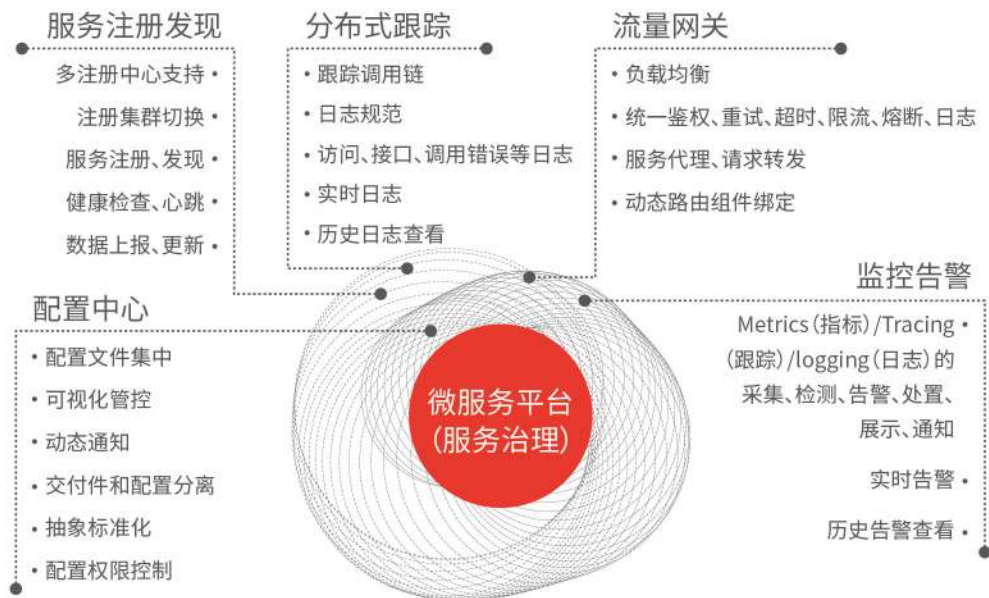 服务注册发现
多注册中心支持•
注册集群切换•
服务注册、发现•
健康检查、心跳•
数据上报、更新•
分布式跟踪
•跟踪调用链
•日志规范
•访问、接口、调用错误等日志
•实时日志
•历史日志查看
流量网关
•负载均衡
•统一鉴权、重试、超时、限流、熔断、日志
•服务代理、请求转发
•动态路由组件绑定
配置中心
•配置文件集中
•可视化管控
•动态通知
•交付件和配置分离
•抽象标准化
•配置权限控制
微服务平台
（服务治理）
监控告警
Metrics（指标）/Tracing•
（跟踪）/logging（日志）的
采集、检测、告警、处置、
展示、通知
实时告警•
历史告警查看•